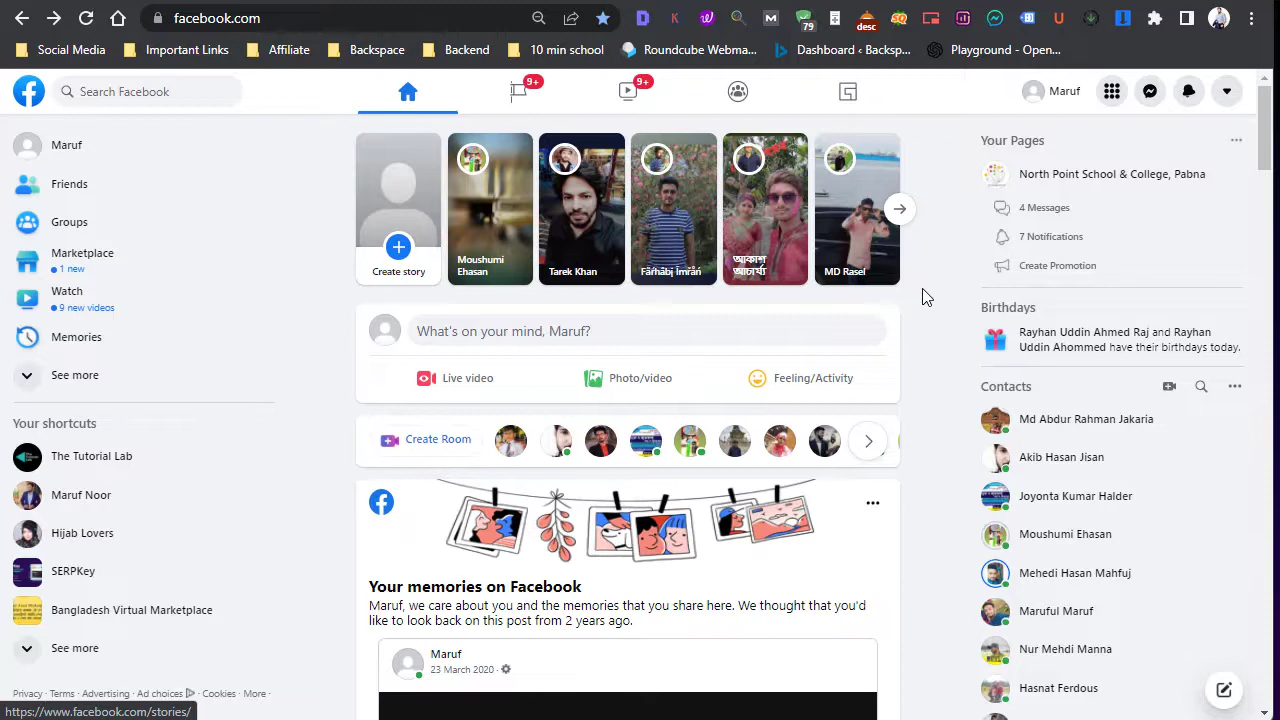 facebook.com
79
desc
Social Media
Important Links
Affiliate
Backspace
Backend
10 min school
Roundcube Webma...
Dashboard ‹ Backsp...
Playground - Open...
Search Facebook
9+
9+
Maruf
Maruf
Friends
Groups
Marketplace
1 new
Watch
9 new videos
Memories
See more
Your shortcuts
The Tutorial Lab
Maruf Noor
Hijab Lovers
SERPKey
Bangladesh Virtual Marketplace
See more
Privacy · Terms · Advertising · Ad choices · Cookies · More ·
https://www.facebook.com/stories/
Create story
Moushumi
Ehasan
Tarek Khan
আকাশ
আচার্য্য
MD Rasel
What's on your mind, Maruf?
Live video
Photo/video
Feeling/Activity
Create Room
Your memories on Facebook
Maruf, we care about you and the memories that you share here. We thought that you'd
like to look back on this post from 2 years ago.
Maruf
23 March 2020 ·
Your Pages
North Point School & College, Pabna
4 Messages
7 Notifications
Create Promotion
Birthdays
Rayhan Uddin Ahmed Raj and Rayhan
Uddin Ahommed have their birthdays today.
Contacts
Md Abdur Rahman Jakaria
Akib Hasan Jisan
Joyonta Kumar Halder
Moushumi Ehasan
Mehedi Hasan Mahfuj
Maruful Maruf
Nur Mehdi Manna
Hasnat Ferdous